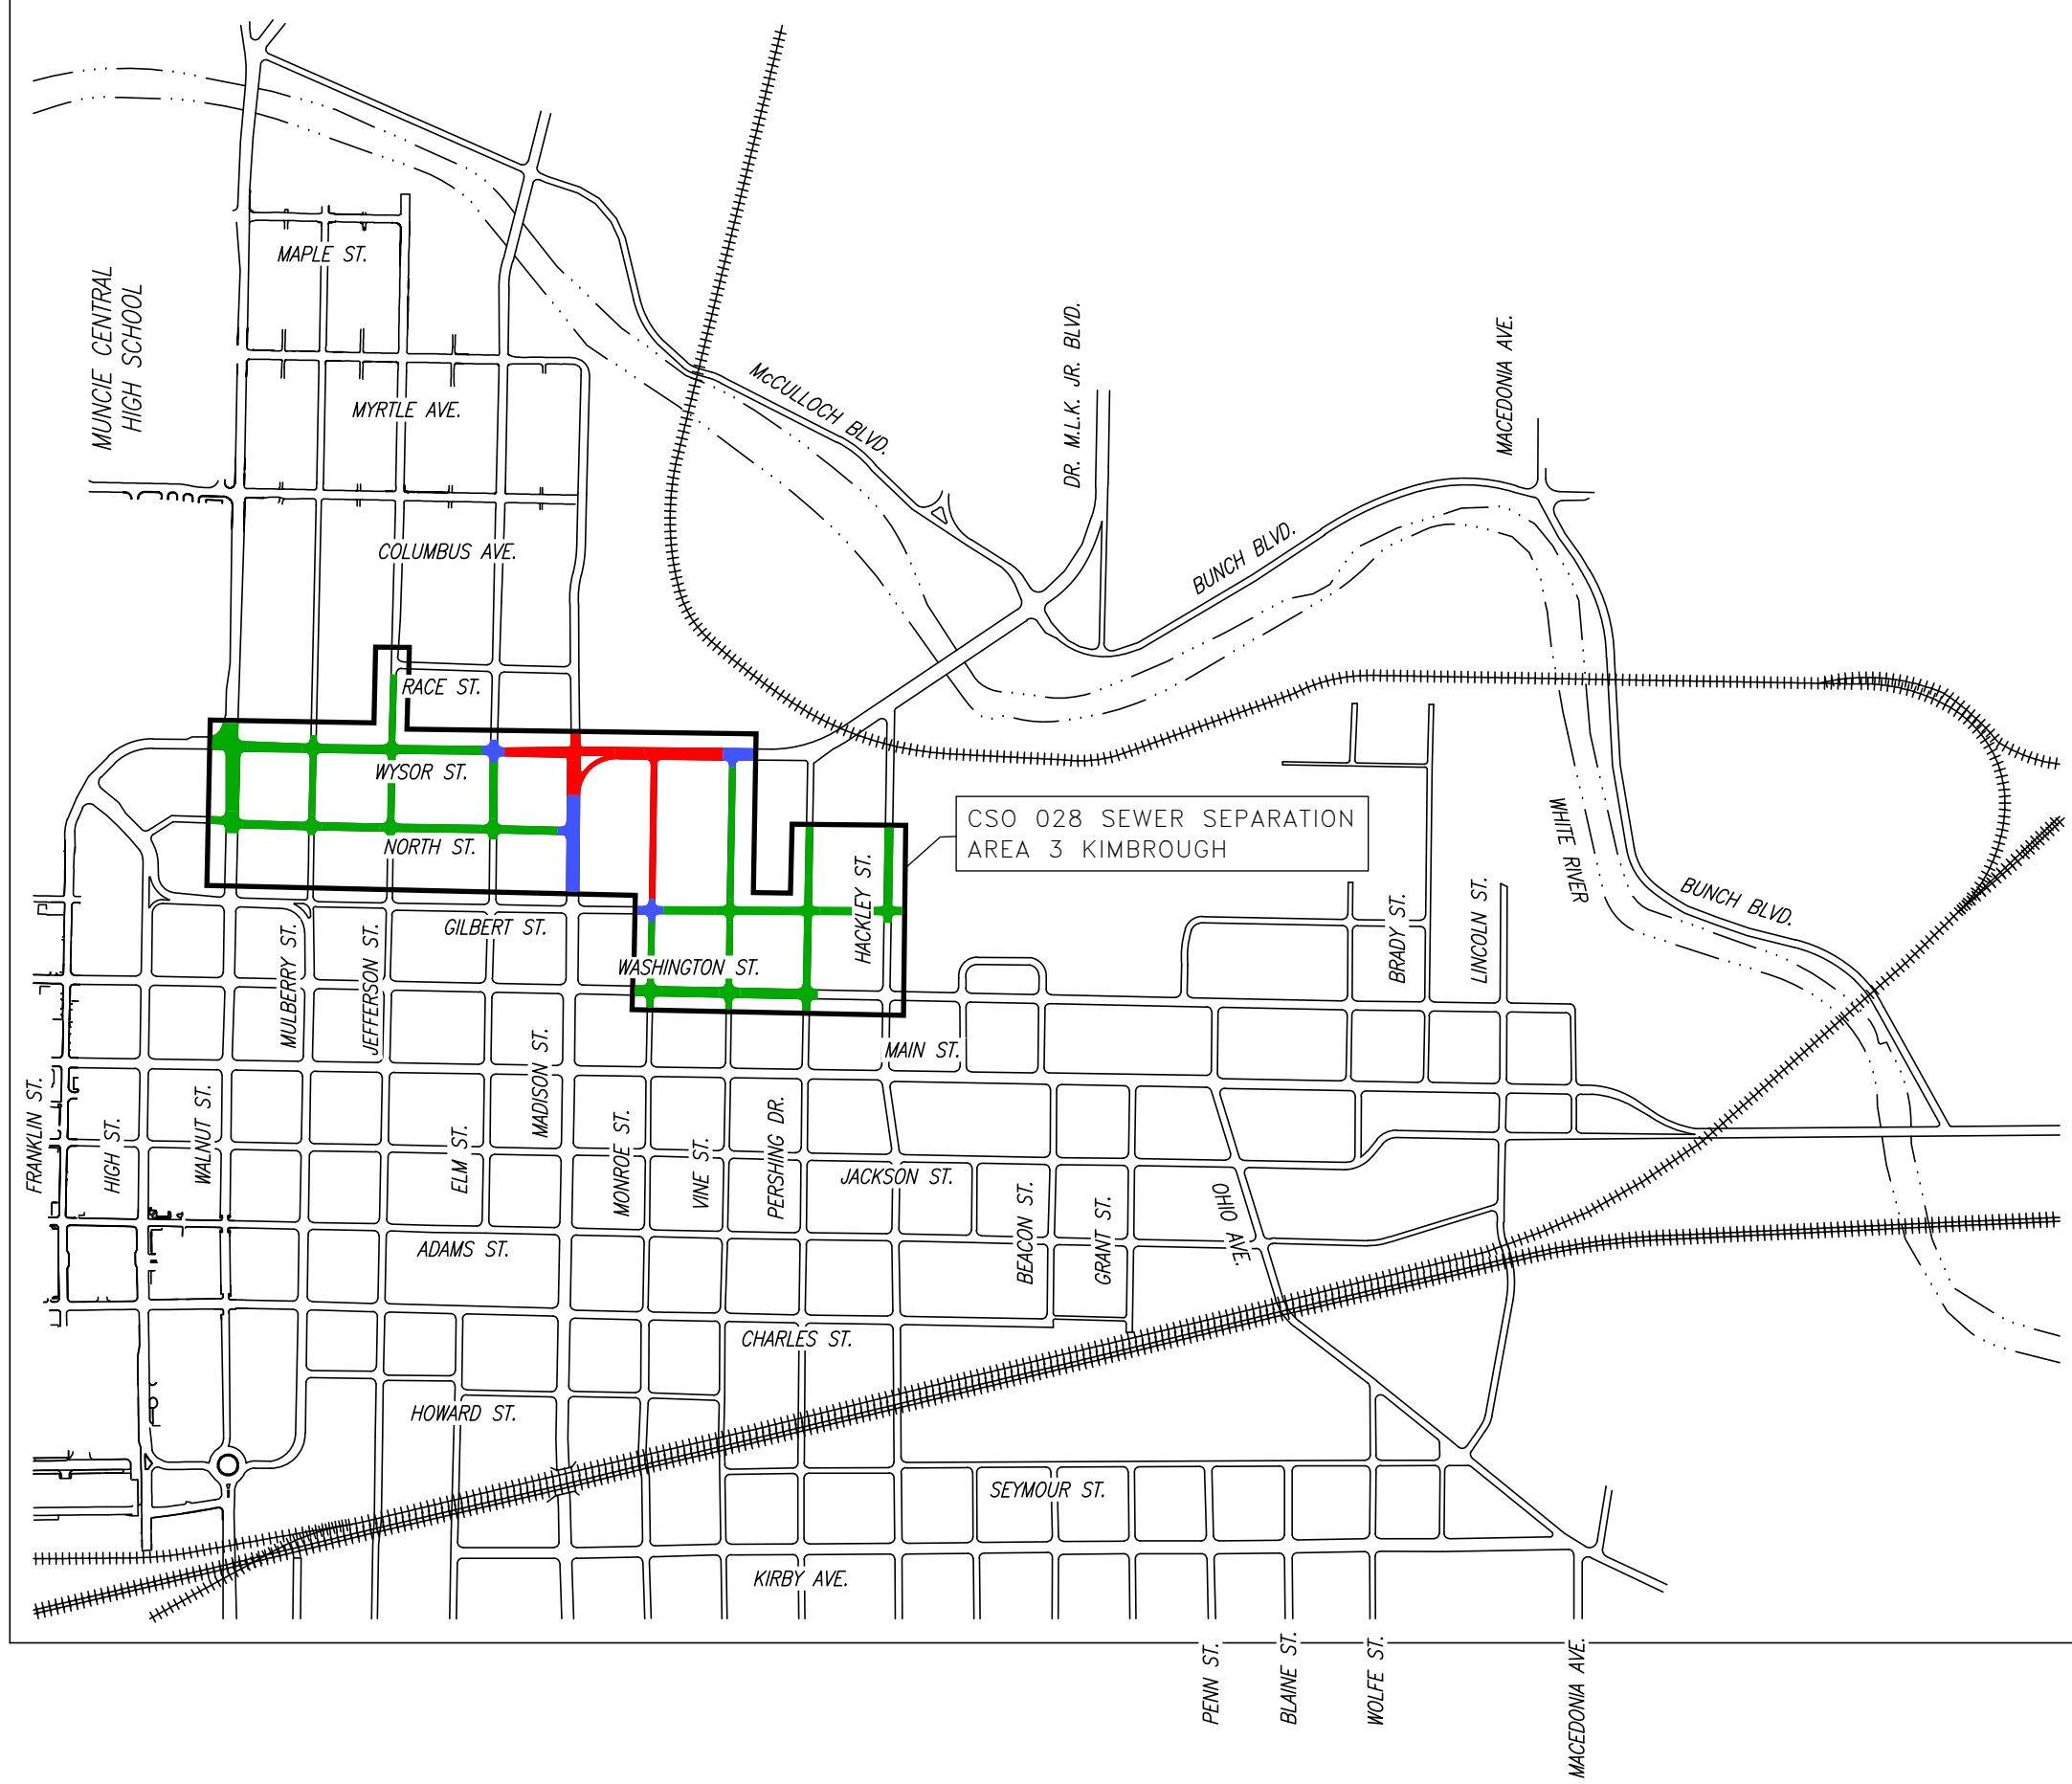 MAPLE ST.
MUNCIE CENTRAL
HIGH SCHOOL
MYRTLE AVE.
McCULLOCH BLVD.
DR. M.L.K. JR. BLVD.
MACEDONIA AVE.
COLUMBUS AVE.
BUNCH BLVD.
RACE ST.
WYSOR ST.
CSO 028 SEWER SEPARATION
AREA 3 KIMBROUGH
NORTH ST.
WHITE RIVER
HACKLEY ST.
BUNCH BLVD.
GILBERT ST.
BRADY ST.
LINCOLN ST.
WASHINGTON ST.
MULBERRY ST.
JEFFERSON ST.
MAIN ST.
MADISON ST.
FRANKLIN ST.
HIGH ST.
WALNUT ST.
ELM ST.
MONROE ST.
VINE ST.
PERSHING DR.
JACKSON ST.
BEACON ST.
GRANT ST.
OHIO AVE.
ADAMS ST.
CHARLES ST.
HOWARD ST.
SEYMOUR ST.
KIRBY AVE.
PENN ST.
BLAINE ST.
WOLFE ST.
MACEDONIA AVE.